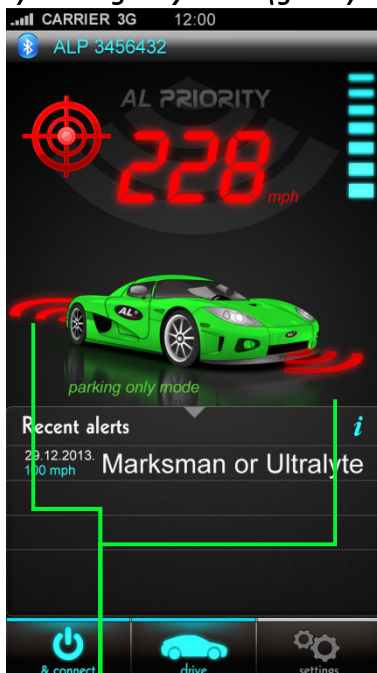 CARRIER 3G 12:00
ALP 3456432
AL PRIORITY
228
mph
AL
parking only mode
Recent alerts i
29.12.2013.
100 mph Marksman or Ultralyte
& connect drive settings